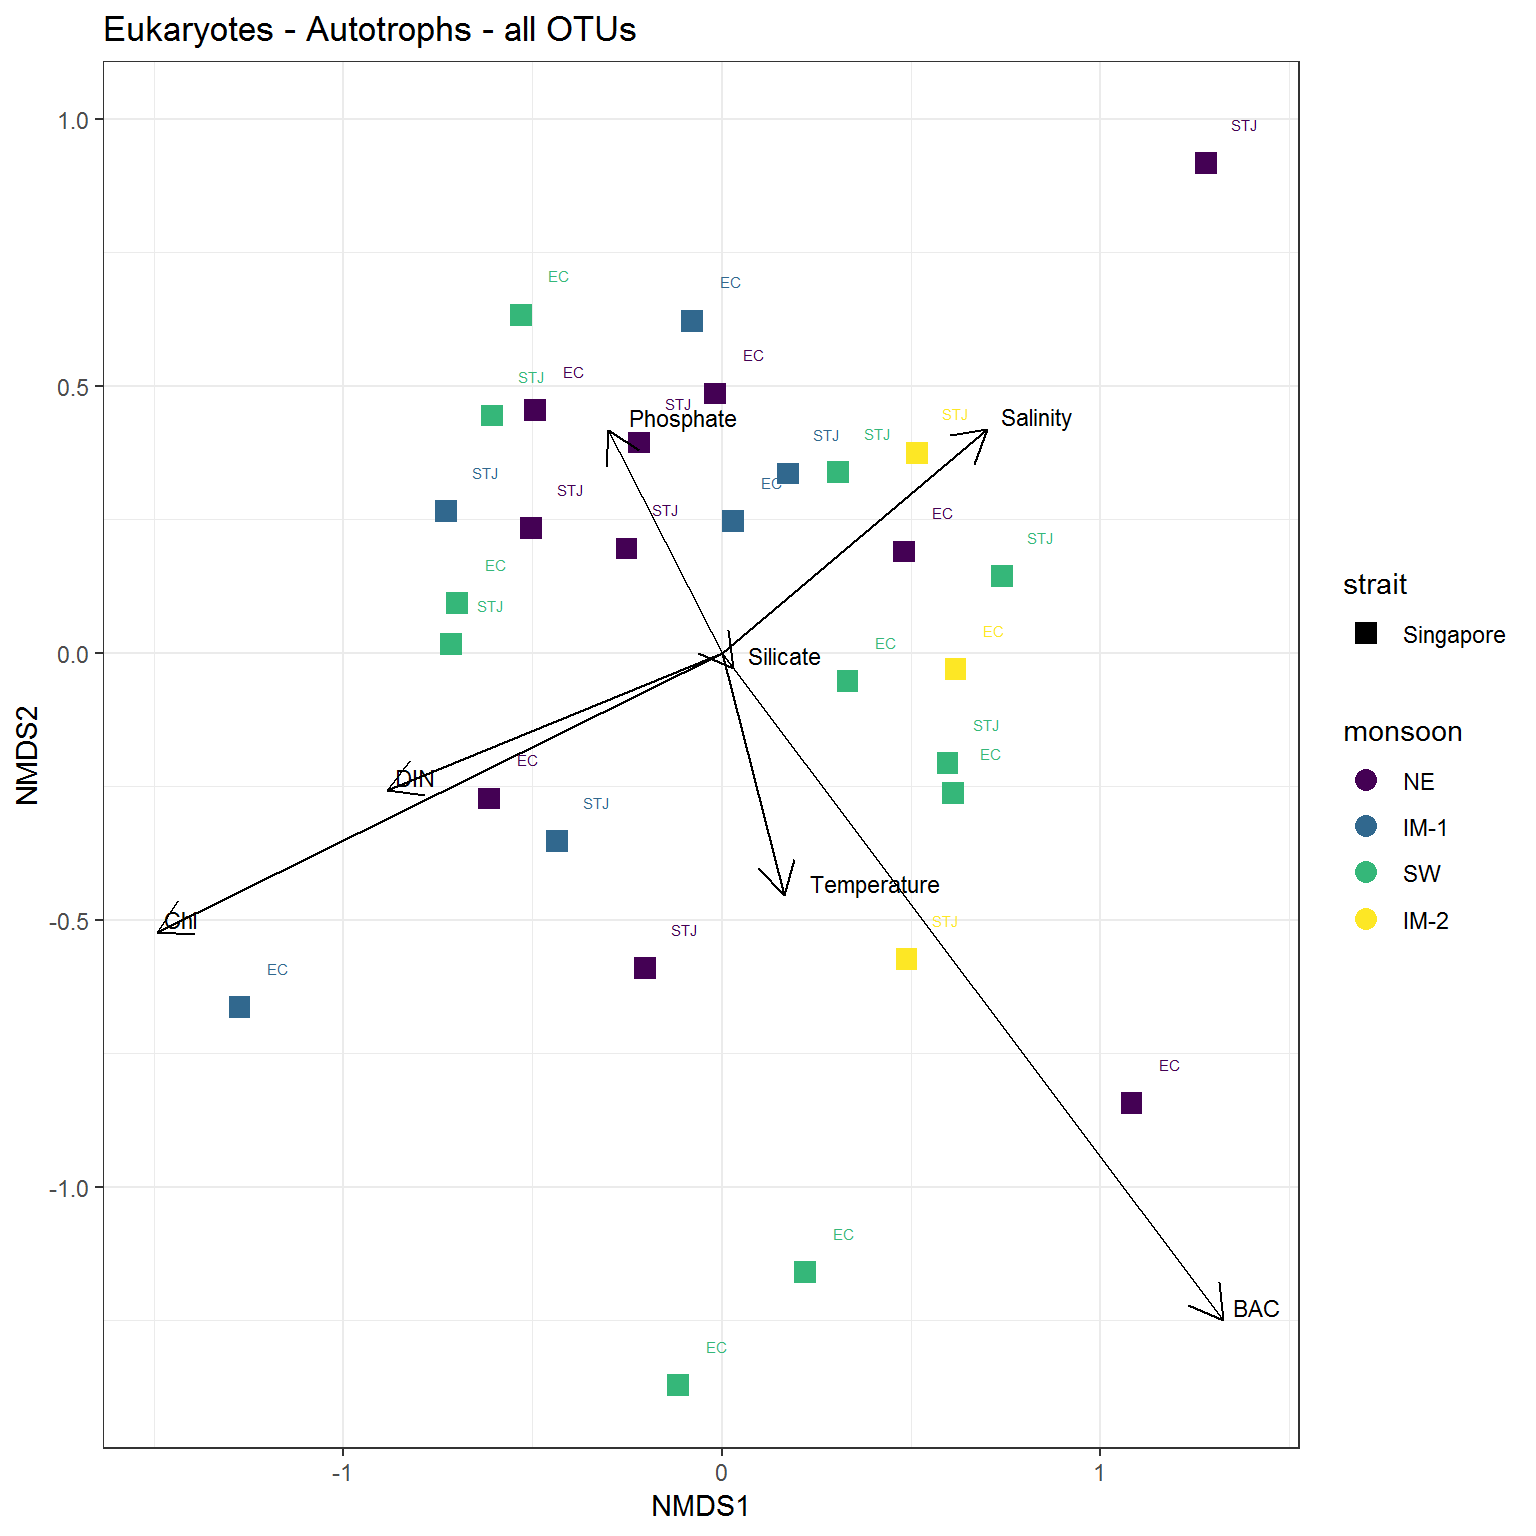 Eukaryotes - Autotrophs - all OTUs
STJ
EC
EC
EC
EC
STJ
STJ
Phosphate
STJ
Salinity
STJ
STJ
STJ
EC
STJ
STJ
EC
STJ
EC
STJ
EC
EC
Silicate
STJ
EC
EC
DIN
STJ
Temperature
Chl
STJ
STJ
EC
EC
EC
BAC
EC
1.0
0.5
0.0
-0.5
-1.0
NMDS2
-1
0
1
NMDS1
strait
Singapore
monsoon
NE
IM-1
SW
IM-2